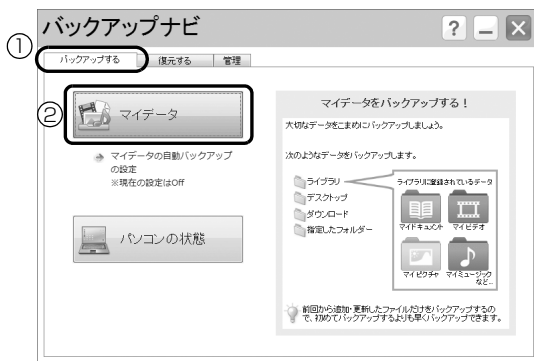 バックアップナビ
? － ×
①
バックアップする 復元する 管理
②
マイデータ
マイデータの自動バックアップ
の設定
※現在の設定はOff
パソコンの状態
マイデータをバックアップする！
大切なデータをこまめにバックアップしましょう。
次のようなデータをバックアップします。
ライブラリ
デスクトップ
ダウンロード
指定したフォルダー
ライブラリに登録されているデータ
マイドキュメント マイビデオ
マイピクチャ マイミュージック
など…
前回から追加・更新したファイルだけをバックアップするの
で、初めてバックアップするよりも早くバックアップできます。